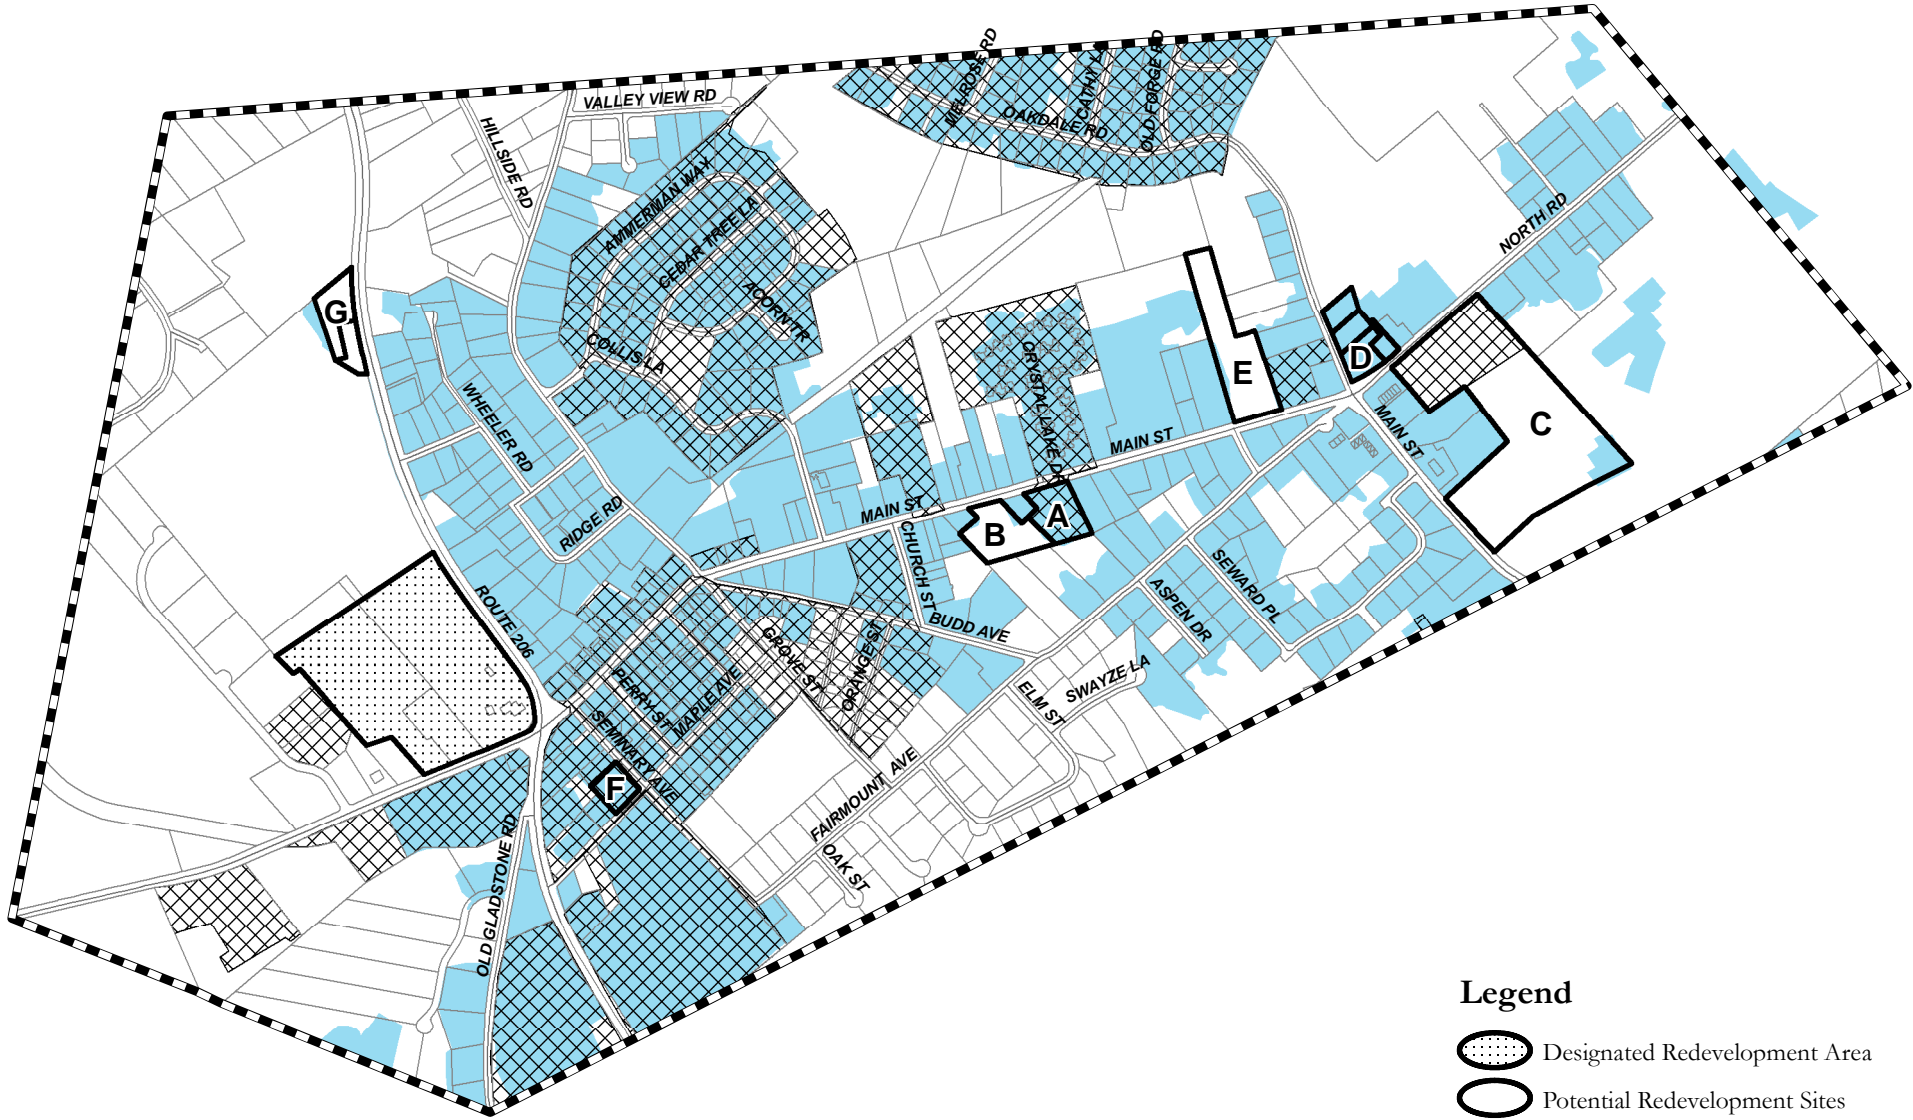 MELROSE RD
CATHY L
OLD FORGE RD
OAKDALE RD
VALLEY VIEW RD
HILLSIDE RD
AMMERMAN WAY
CEDAR TREE LA
ACORN TR
COLLIS LA
NORTH RD
G
WHEELER RD
CRYSTAL LAKE DR
E
D
MAIN ST
C
MAIN ST
RIDGE RD
MAIN ST
B
A
CHURCH ST
SEWARD PL
ASPEN DR
ROUTE 206
BUDD AVE
GROVE ST
ORANGE ST
PERRY ST
MAPLE AVE
SEMINARY AVE
ELM ST
SWAYZE LA
F
FAIRMOUNT AVE
OAK ST
OLD GLADSTONE RD
Legend
Designated Redevelopment Area
Potential Redevelopment Sites